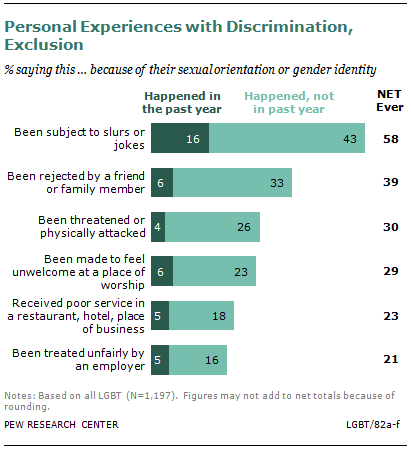 Personal Experiences with Discrimination,
Exclusion
% saying this ... because of their sexual orientation or gender identity
Happened in
the past year
Happened, not
in past year
NET
Ever
Been subject to slurs or
jokes
16 43 58
Been rejected by a friend
or family member
6 33 39
Been threatened or
physically attacked
4 26 30
Been made to feel
unwelcome at a place of
worship
6 23 29
Received poor service in
a restaurant, hotel, place
of business
5 18 23
Been treated unfairly by
an employer
5 16 21
Notes: Based on all LGBT (N=1,197). Figures may not add to net totals because of
rounding.
PEW RESEARCH CENTER LGBT/82a-f